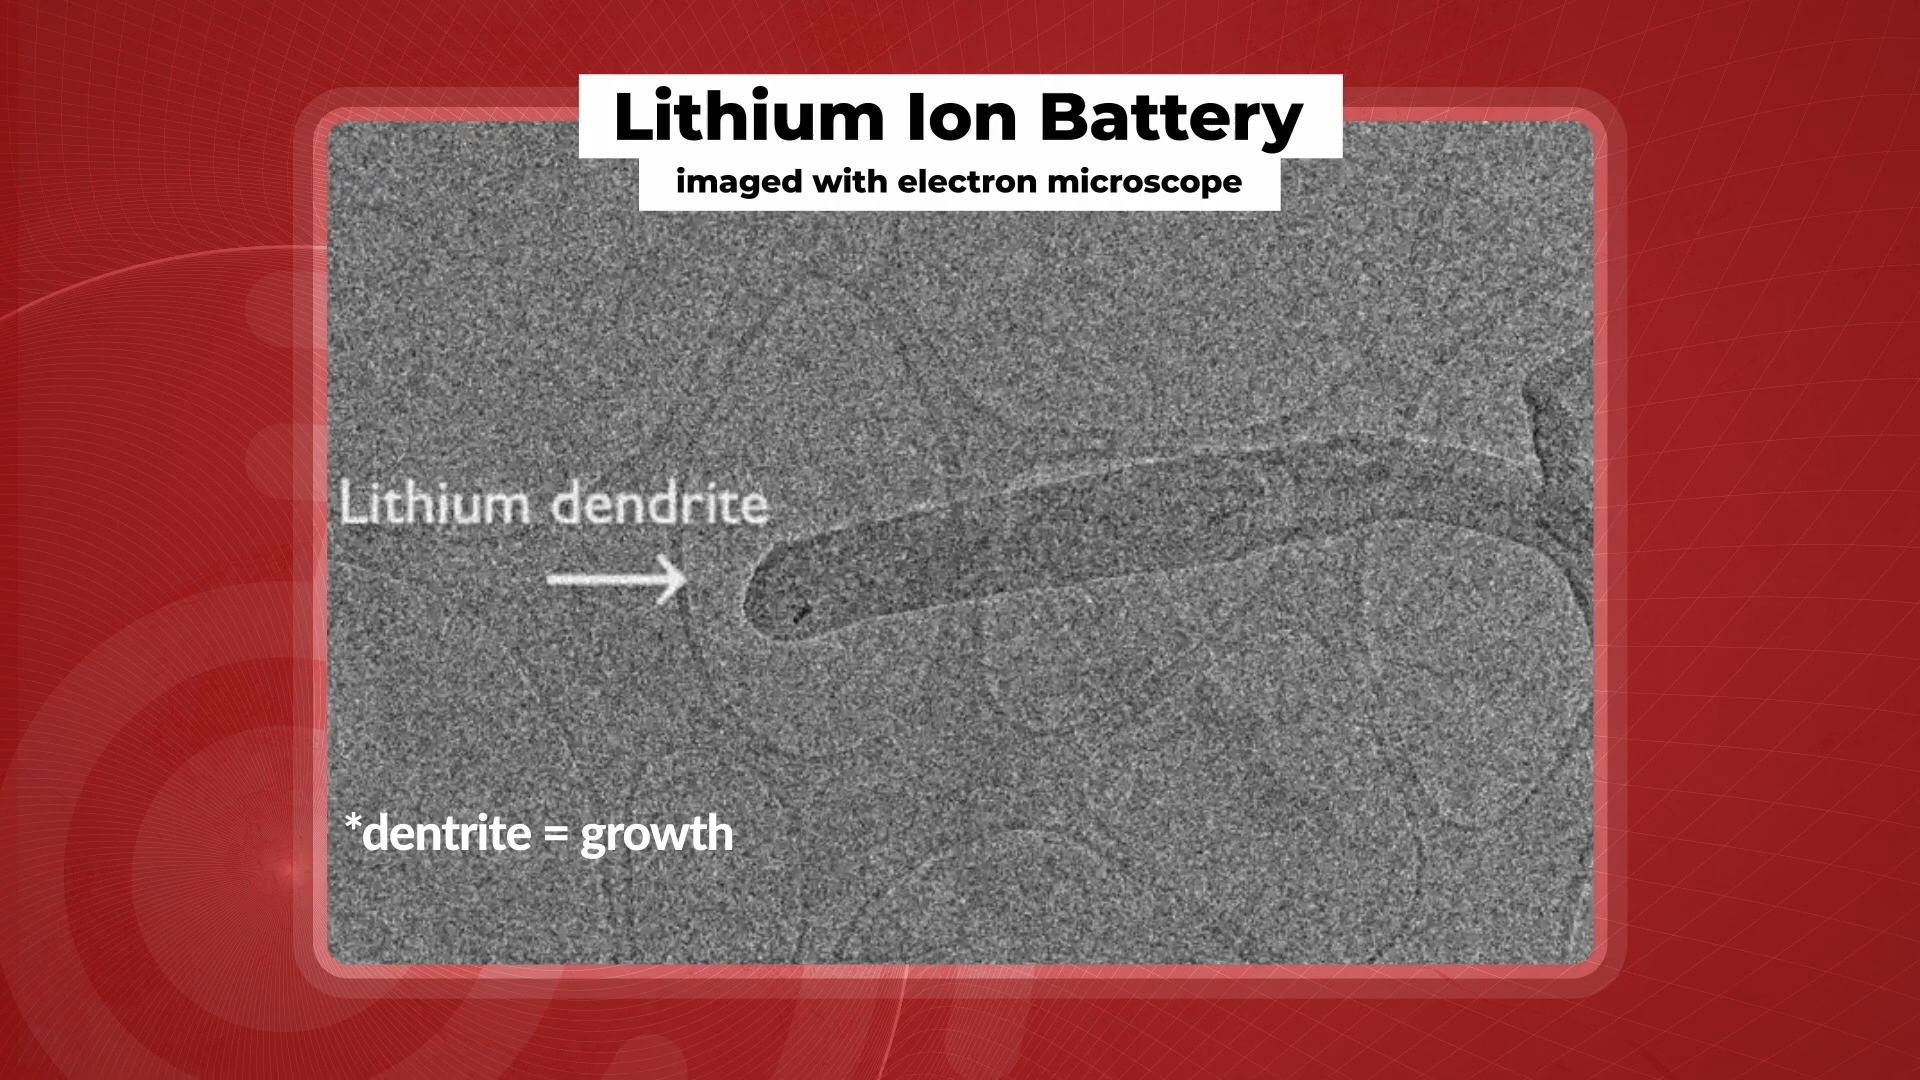 Lithium Ion Battery
imaged with electron microscope
Lithium dendrite
*dentrite = growth